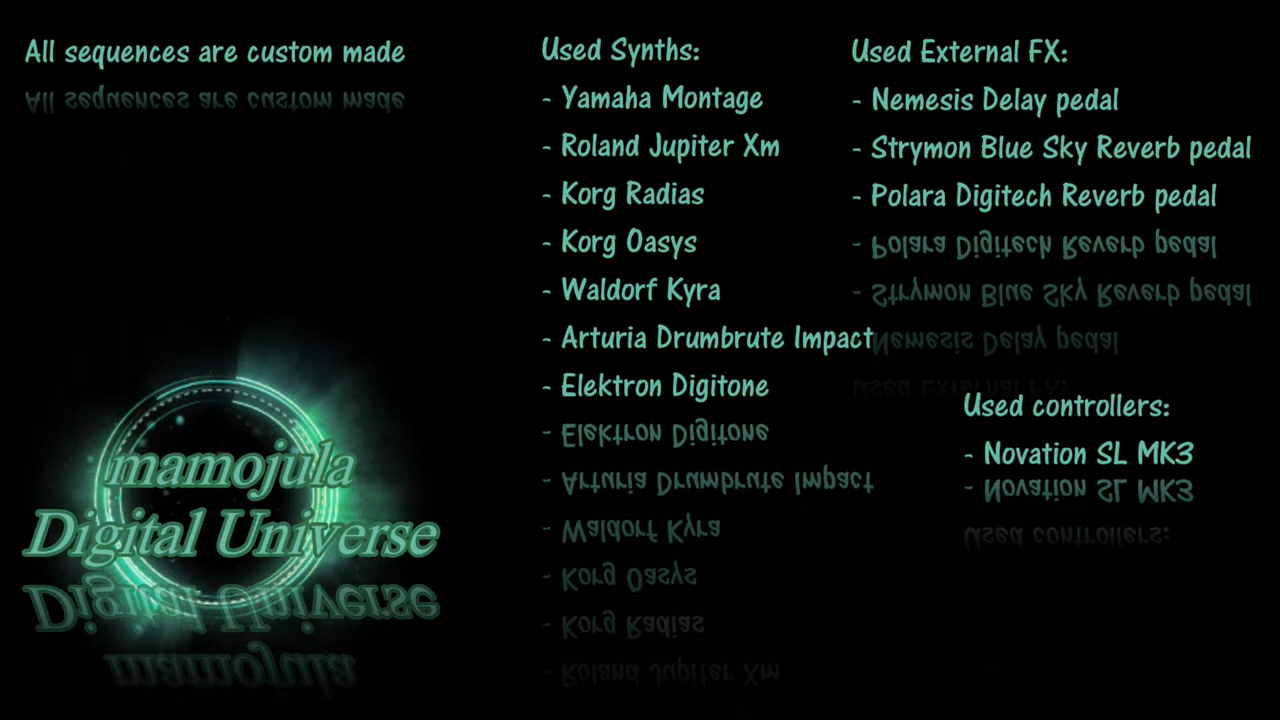 All sequences are custom made
mamojula
Digital Universe
Used Synths:
- Yamaha Montage
- Roland Jupiter Xm
- Korg Radias
- Korg Oasys
- Waldorf Kyra
- Arturia Drumbrute Impact
- Elektron Digitone
Used External FX:
- Nemesis Delay pedal
- Strymon Blue Sky Reverb pedal
- Polara Digitech Reverb pedal
Used controllers:
- Novation SL MK3